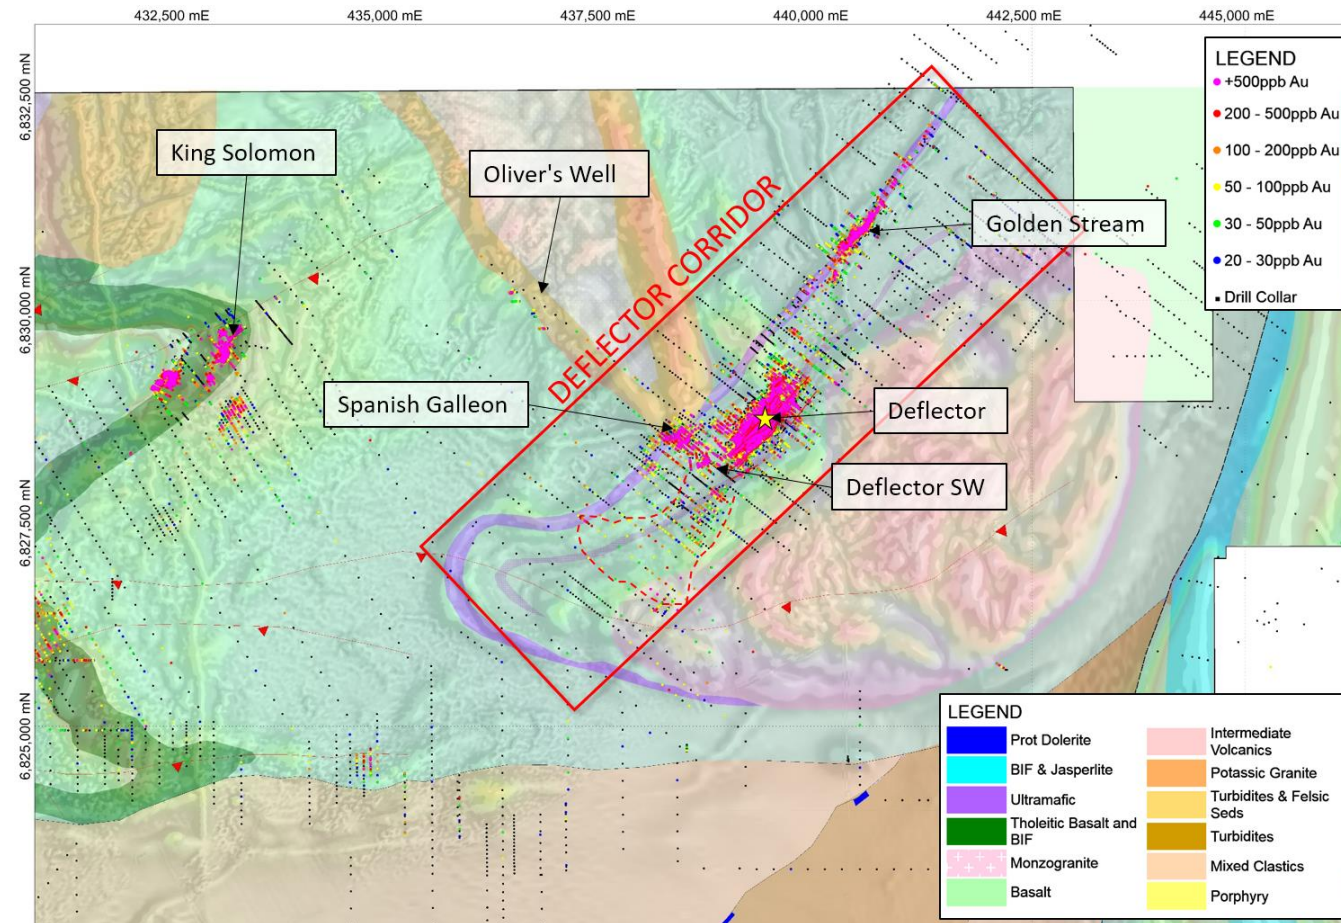 432,500 mE
435,000 mE
437,500 mE
440,000 mE
442,500 mE
445,000 mE
6,832,500 mN
6,830,000 mN
6,827,500 mN
6,825,000 mN
King Solomon
Oliver's Well
Golden Stream
DEFLECTOR CORRIDOR
Spanish Galleon
Deflector
Deflector SW
LEGEND
+500ppb Au
200 - 500ppb Au
100 - 200ppb Au
50 - 100ppb Au
30 - 50ppb Au
20 - 30ppb Au
Drill Collar
LEGEND
Prot Dolerite
BIF & Jasperlite
Ultramafic
Tholeitic Basalt and
BIF
Monzogranite
Basalt
Intermediate
Volcanics
Potassic Granite
Turbidites & Felsic
Seds
Turbidites
Mixed Clastics
Porphyry